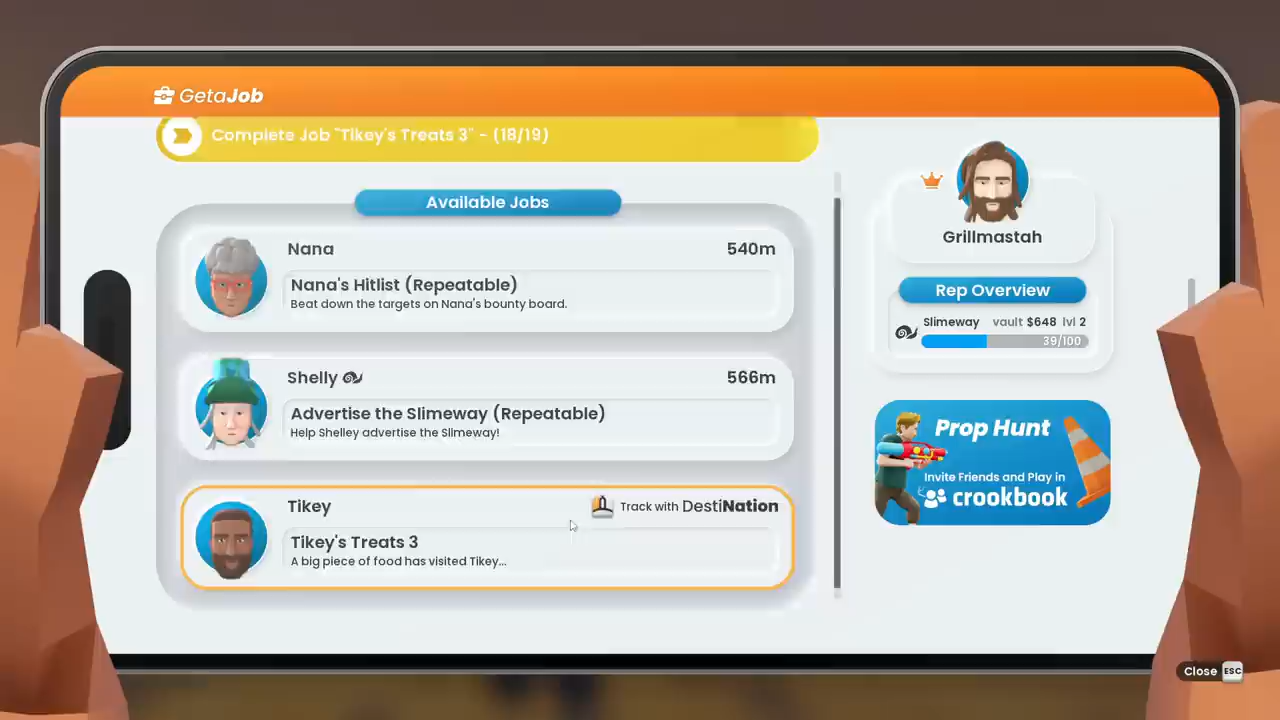 GetaJob
Complete Job "Tikey's Treats 3" - (18/19)
Available Jobs
Nana 540m
Nana's Hitlist (Repeatable)
Beat down the targets on Nana's bounty board.
Shelly 566m
Advertise the Slimeway (Repeatable)
Help Shelley advertise the Slimeway!
Tikey Track with DestiNation
Tikey's Treats 3
A big piece of food has visited Tikey...
Grillmastah
Rep Overview
Slimeway vault $648 lvl 2
39/100
Prop Hunt
Invite Friends and Play in
crookbook
Close ESC